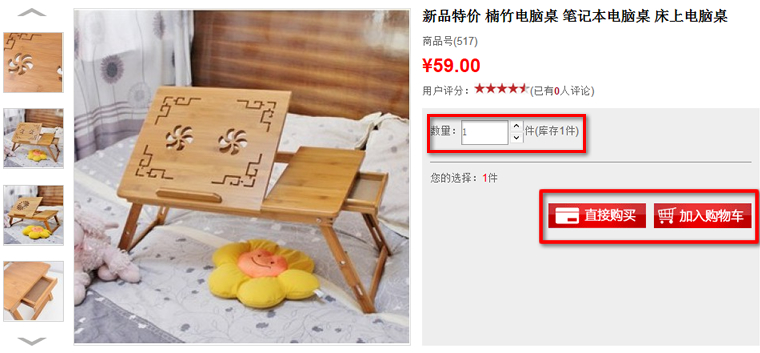 新品特价 楠竹电脑桌 笔记本电脑桌 床上电脑桌
商品号(517)
¥59.00
用户评分：★★★★★(已有0人评论)
数量：1 件(库存1件)
您的选择：1件
直接购买 加入购物车